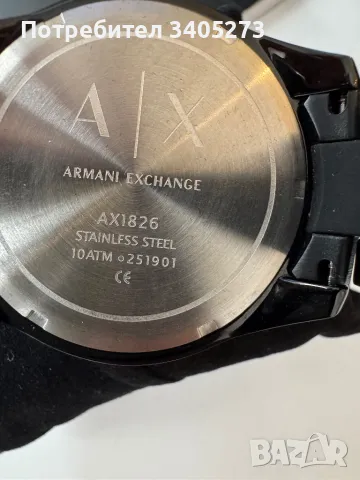 Потребител 3405273
A|X
ARMANI EXCHANGE
AX1826
STAINLESS STEEL
10ATM 251901
CE
BAZAR